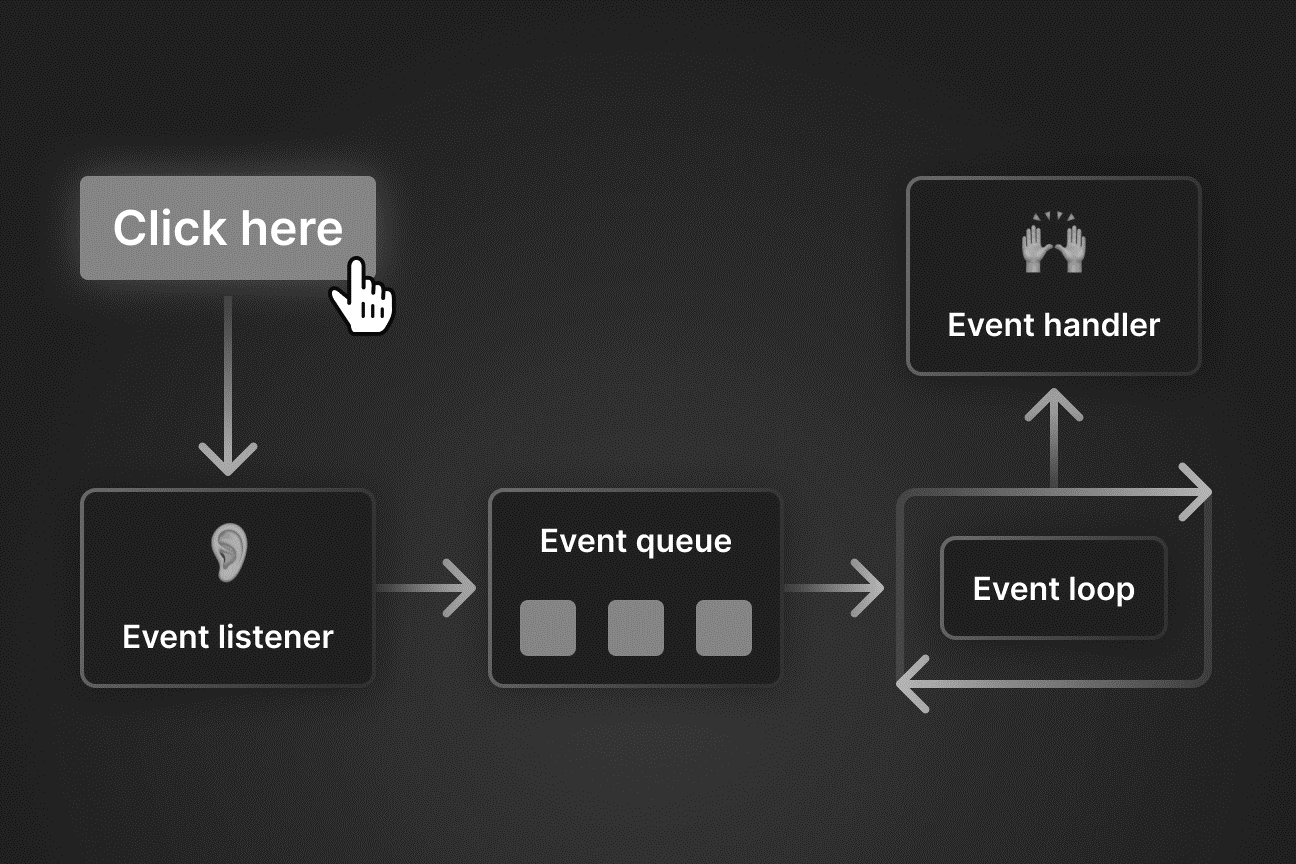 Click here
Event handler
Event listener
Event queue
Event loop